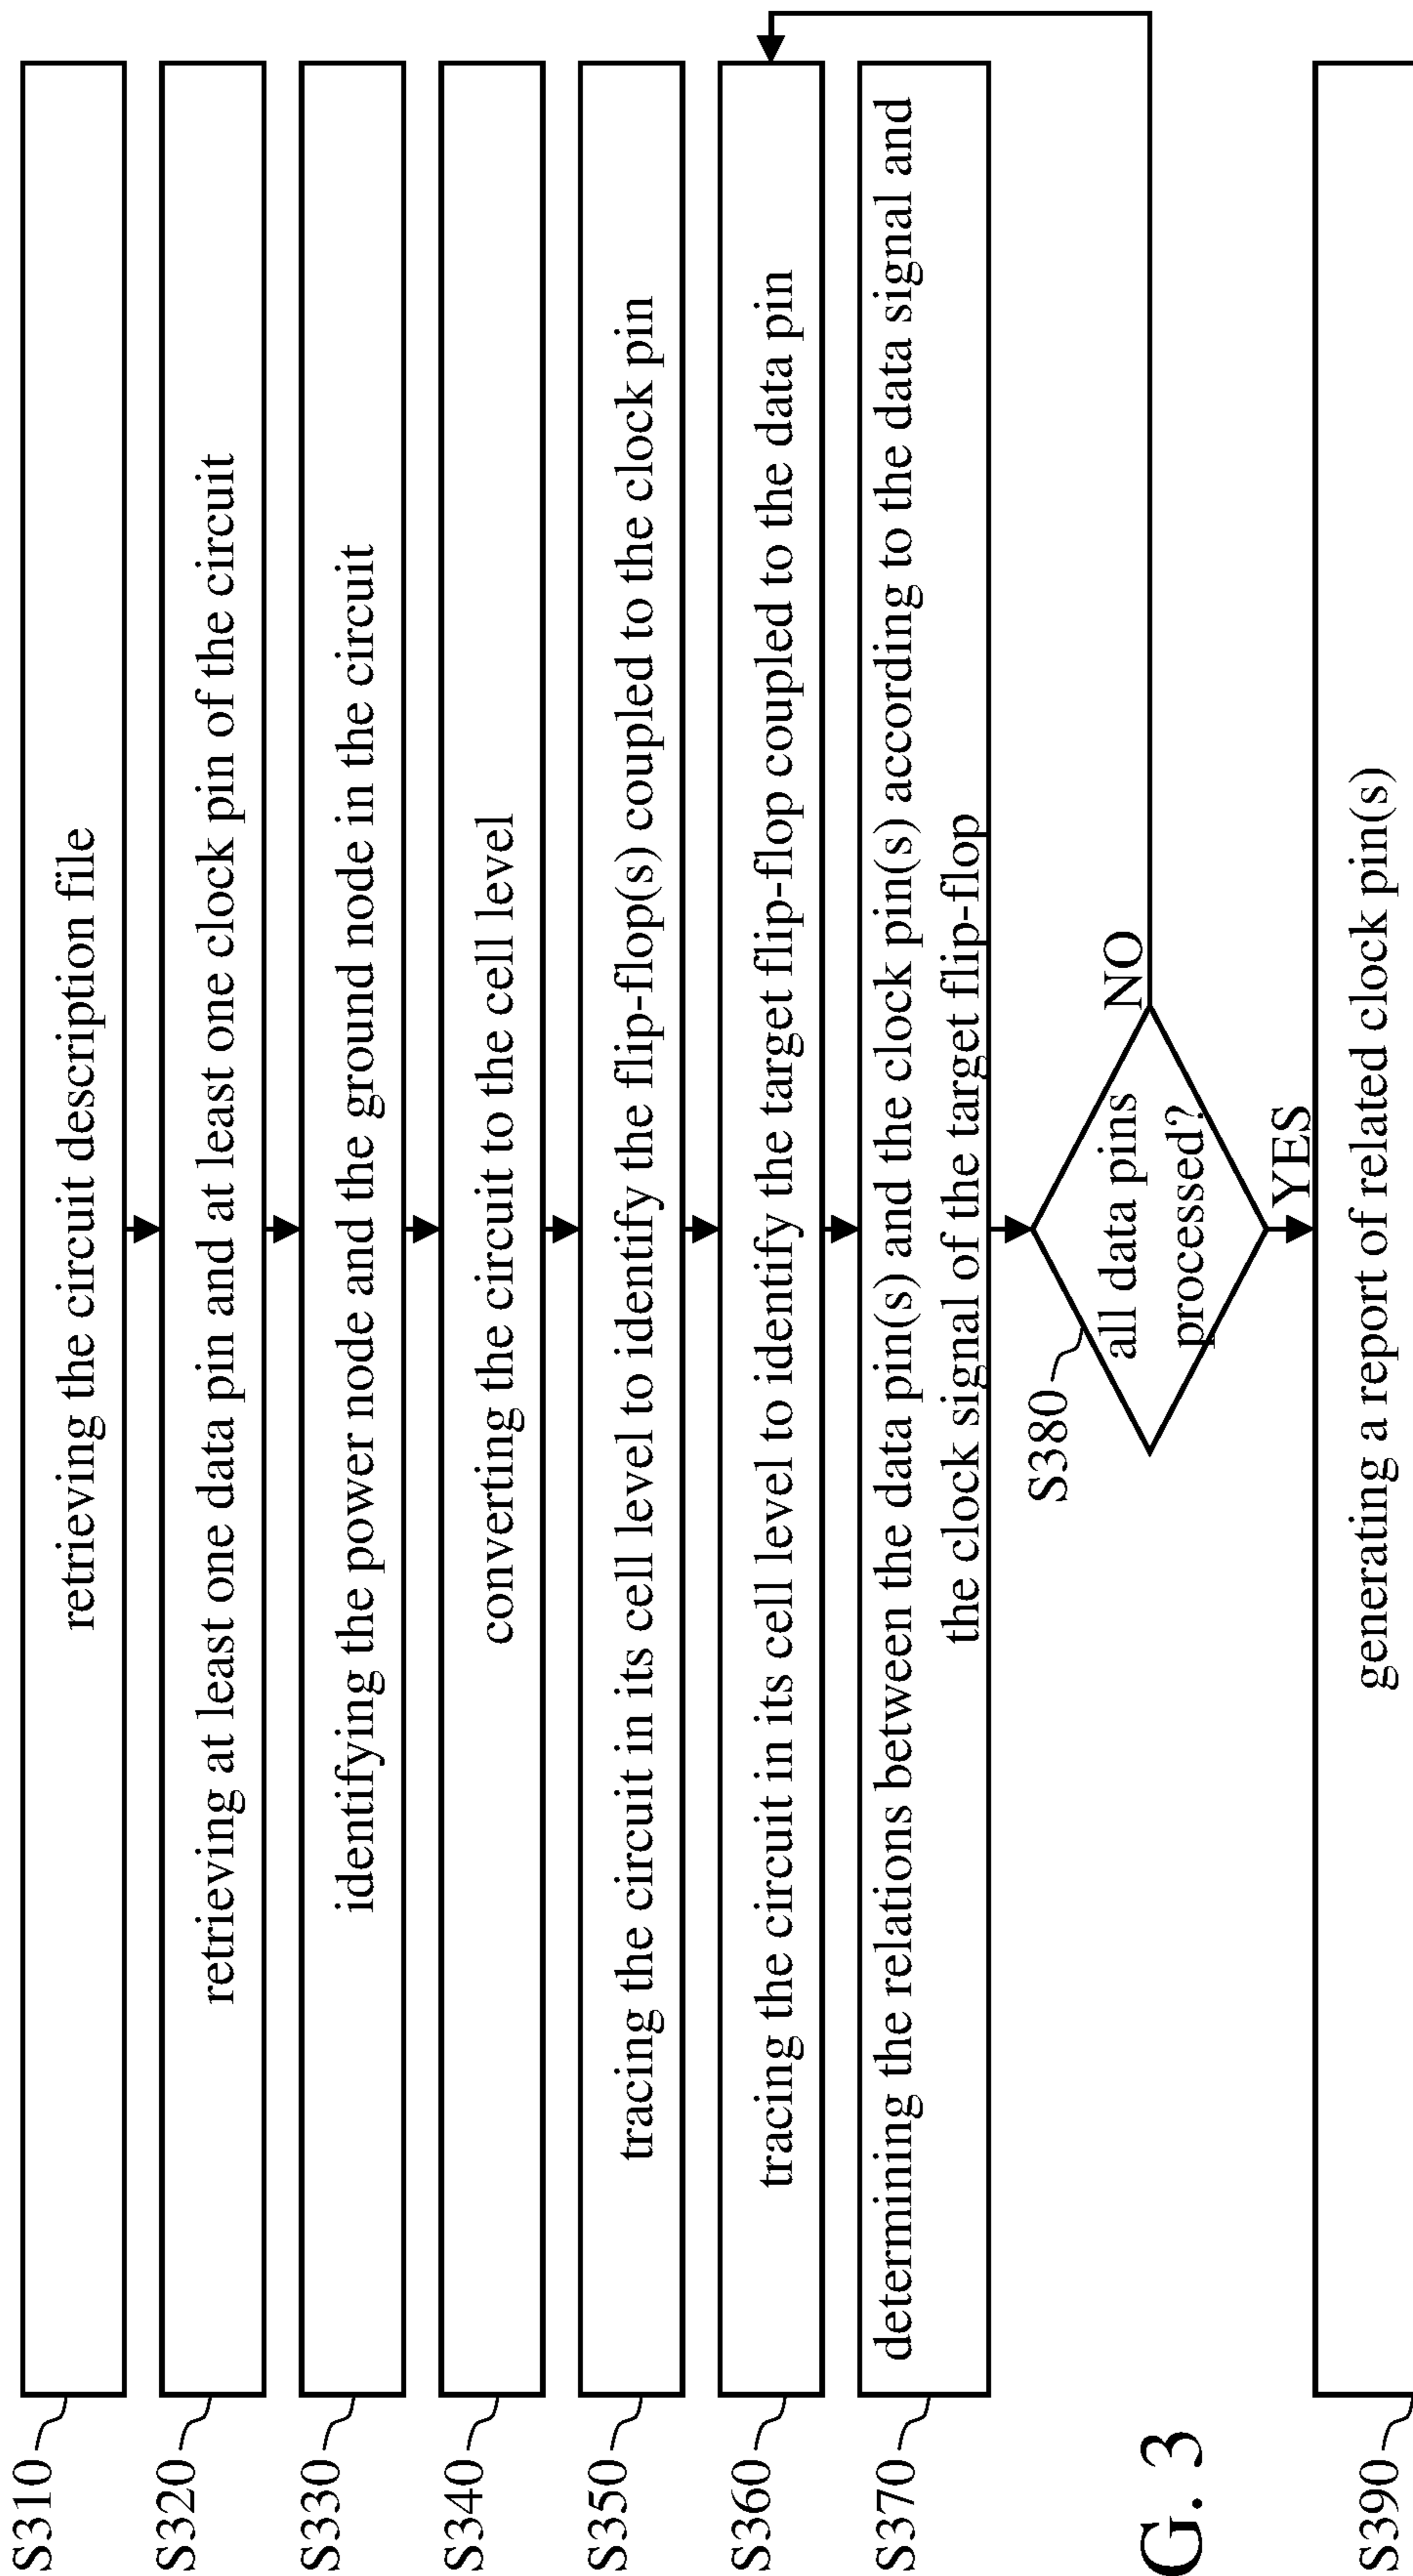 S310
retrieving the circuit description file
S320
retrieving at least one data pin and at least one clock pin of the circuit
S330
identifying the power node and the ground node in the circuit
S340
converting the circuit to the cell level
S350
tracing the circuit in its cell level to identify the flip-flop(s) coupled to the clock pin
S360
tracing the circuit in its cell level to identify the target flip-flop coupled to the data pin
S370
determining the relations between the data pin(s) and the clock pin(s) according to the data signal and
the clock signal of the target flip-flop
S380
all data pins
processed?
NO
YES
S390
generating a report of related clock pin(s)
G. 3